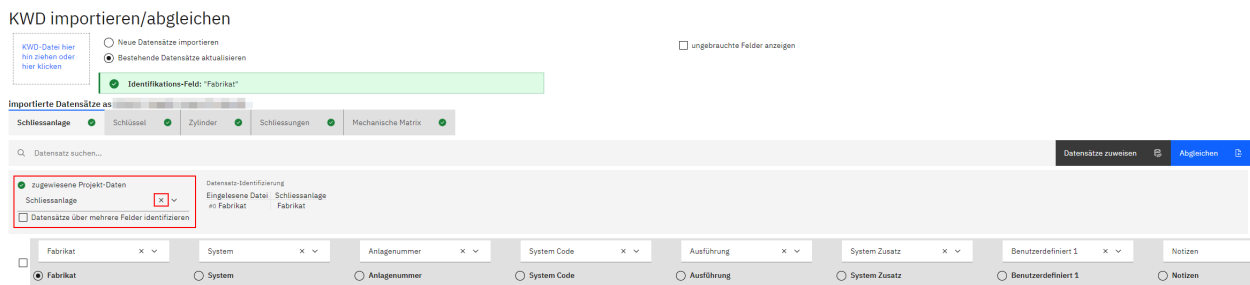 KWD importieren/abgleichen
KWD-Datei hier
hin ziehen oder
hier klicken
Neue Datensätze importieren
Bestehende Datensätze aktualisieren
ungebrauchte Felder anzeigen
Identifikations-Feld: "Fabrikat"
importierte Datensätze as
Schliessanlage Schlüssel Zylinder Schliessungen Mechanische Matrix
Datensatz suchen... Datensätze zuweisen Abgleichen
zugewiesene Projekt-Daten
Schliessanlage
Datensätze über mehrere Felder identifizieren
Datensatz-Identifizierung
Eingelesene Datei Schliessanlage
#0 Fabrikat Fabrikat
Fabrikat System Anlagenummer System Code Ausführung System Zusatz Benutzerdefiniert 1 Notizen
Fabrikat System Anlagenummer System Code Ausführung System Zusatz Benutzerdefiniert 1 Notizen